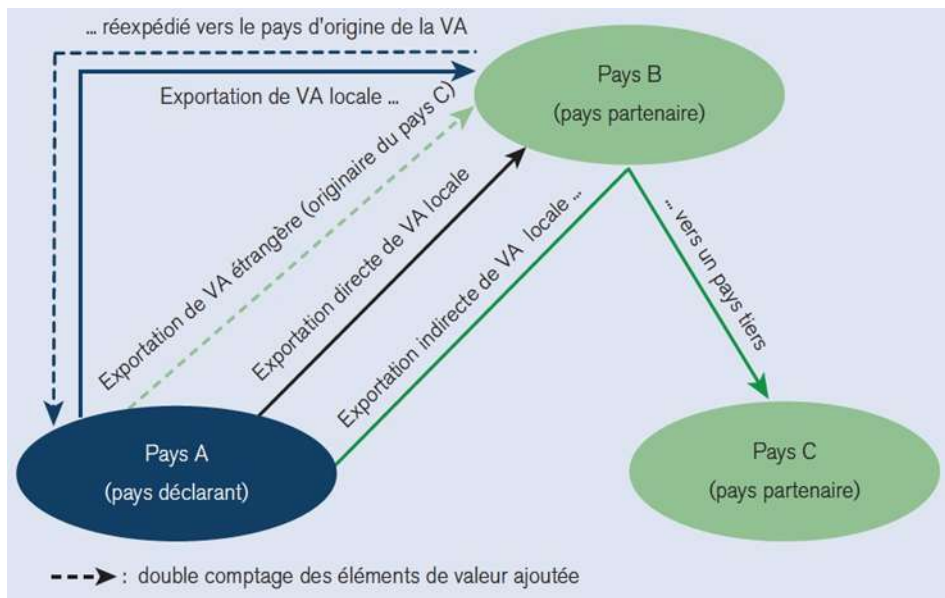 ... réexpédié vers le pays d'origine de la VA
Exportation de VA locale ...
Pays B
(pays partenaire)
Exportation de VA étrangère (originaire du pays C)
Exportation directe de VA locale
Exportation indirecte de VA locale ...
... vers un pays tiers
Pays A
(pays déclarant)
Pays C
(pays partenaire)
: double comptage des éléments de valeur ajoutée